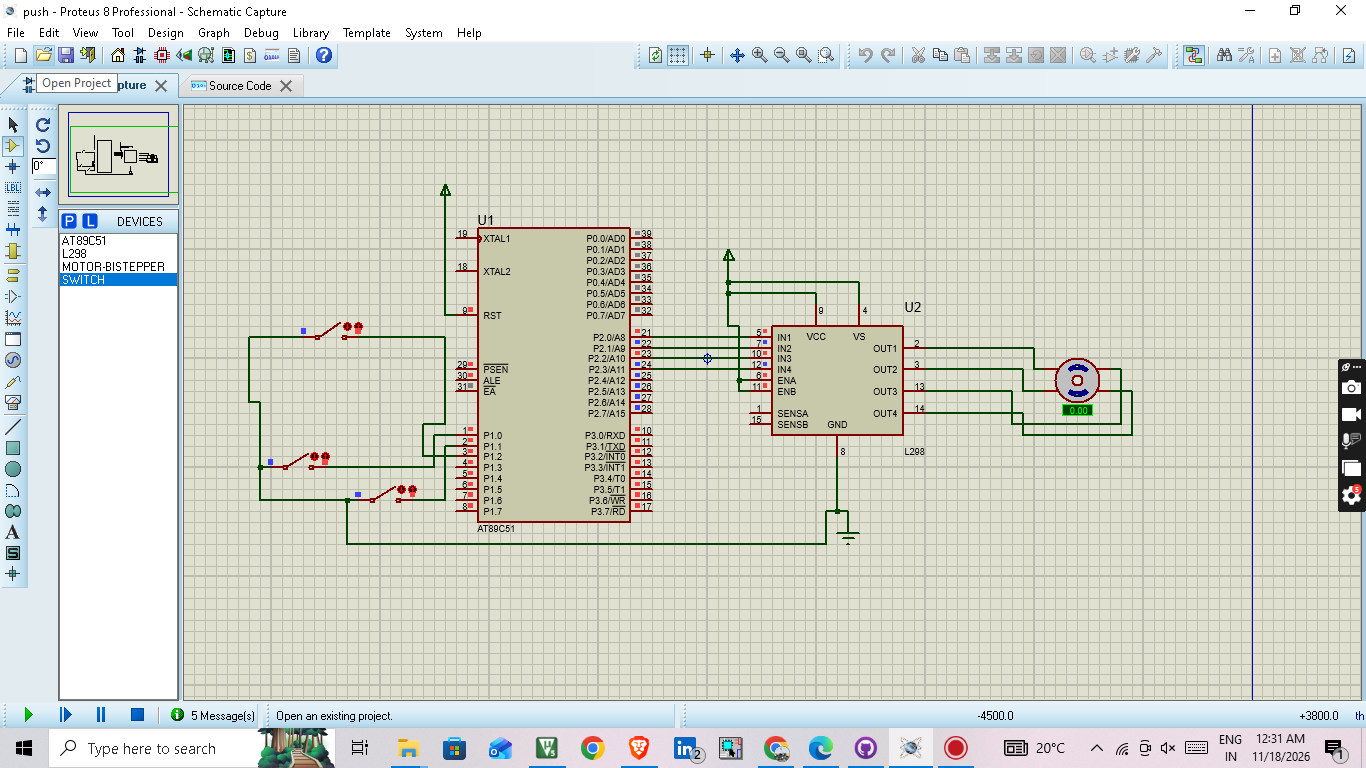 push - Proteus 8 Professional - Schematic Capture
File Edit View Tool Design Graph Debug Library Template System Help
Open Project
pture
Source Code
0°
LBL
P L DEVICES
AT89C51
L298
MOTOR-BISTEPPER
SWITCH
A
S
U1
19 XTAL1
18 XTAL2
9 RST
29 PSEN
30 ALE
31 EA
1 P1.0
2 P1.1
3 P1.2
4 P1.3
5 P1.4
6 P1.5
7 P1.6
8 P1.7
P0.0/AD0 39
P0.1/AD1 38
P0.2/AD2 37
P0.3/AD3 36
P0.4/AD4 35
P0.5/AD5 34
P0.6/AD6 33
P0.7/AD7 32
P2.0/A8 21
P2.1/A9 22
P2.2/A10 23
P2.3/A11 24
P2.4/A12 25
P2.5/A13 26
P2.6/A14 27
P2.7/A15 28
P3.0/RXD 10
P3.1/TXD 11
P3.2/INT0 12
P3.3/INT1 13
P3.4/T0 14
P3.5/T1 15
P3.6/WR 16
P3.7/RD 17
AT89C51
U2
9 4
VCC VS
5 IN1
7 IN2
10 IN3
12 IN4
6 ENA
11 ENB
1 SENSA
15 SENSB
GND
8
OUT1 2
OUT2 3
OUT3 13
OUT4 14
L298
0.00
5
5 Message(s)
Open an existing project.
-4500.0
+3800.0
th
Type here to search
2
20°C
ENG
IN
12:31 AM
11/18/2026
1